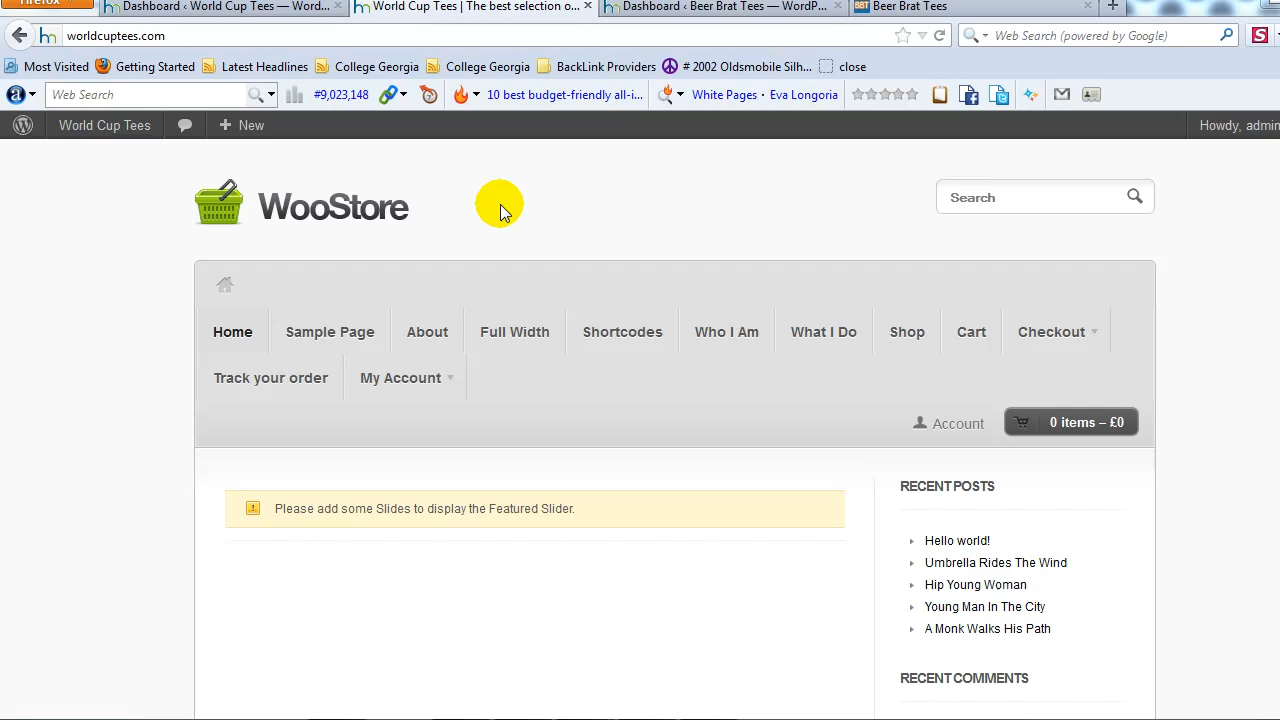 Firefox
Dashboard ‹ World Cup Tees — Word... × World Cup Tees | The best selection o... × Dashboard ‹ Beer Brat Tees — WordP... × BBT Beer Brat Tees × +
worldcuptees.com Web Search (powered by Google)
Most Visited Getting Started Latest Headlines College Georgia College Georgia BackLink Providers # 2002 Oldsmobile Silh... close
Web Search #9,023,148 10 best budget-friendly all-i... White Pages · Eva Longoria
World Cup Tees + New Howdy, admin
WooStore
Search
Home Sample Page About Full Width Shortcodes Who I Am What I Do Shop Cart Checkout
Track your order My Account
Account 0 items – £0
Please add some Slides to display the Featured Slider.
RECENT POSTS
Hello world!
Umbrella Rides The Wind
Hip Young Woman
Young Man In The City
A Monk Walks His Path
RECENT COMMENTS